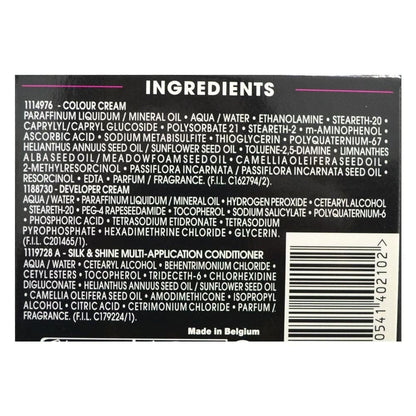 INGREDIENTS
1114976 - COLOUR CREAM
PARAFFINUM LIQUIDUM / MINERAL OIL • AQUA / WATER • ETHANOLAMINE • STEARETH-20 •
CAPRYLYL/CAPRYL GLUCOSIDE • POLYSORBATE 21 • STEARETH-2 • m-AMINOPHENOL
ASCORBIC ACID • SODIUM METABISULFITE • THIOGLYCERIN • POLYQUATERNIUM-67
HELIANTHUS ANNUUS SEED OIL / SUNFLOWER SEED OIL • TOLUENE-2,5-DIAMINE • LIMNANTHES
ALBA SEED OIL / MEADOWFOAM SEED OIL • CAMELLIA OLEIFERA SEED OIL •
2-METHYLRESORCINOL • PASSIFLORA INCARNATA / PASSIFLORA INCARNATA SEED OIL •
RESORCINOL • EDTA • PARFUM / FRAGRANCE. (F.I.L. C162794/2).
1188730 - DEVELOPER CREAM
AQUA / WATER • PARAFFINUM LIQUIDUM / MINERAL OIL • HYDROGEN PEROXIDE • CETEARYL ALCOHOL
• STEARETH-20 • PEG-4 RAPESEEDAMIDE • TOCOPHEROL • SODIUM SALICYLATE • POLYQUATERNIUM-6
• PHOSPHORIC ACID • TETRASODIUM ETIDRONATE • TETRASODIUM
PYROPHOSPHATE • HEXADIMETHRINE CHLORIDE • GLYCERIN.
(F.I.L. C201465/1).
1119728 A - SILK & SHINE MULTI-APPLICATION CONDITIONER
AQUA / WATER • CETEARYL ALCOHOL • BEHENTRIMONIUM CHLORIDE •
CETYL ESTERS • TOCOPHEROL • TRIDECETH-6 • CHLORHEXIDINE
DIGLUCONATE • HELIANTHUS ANNUUS SEED OIL / SUNFLOWER SEED OIL
• CAMELLIA OLEIFERA SEED OIL • AMODIMETHICONE • ISOPROPYL
ALCOHOL • CITRIC ACID • CETRIMONIUM CHLORIDE • PARFUM /
FRAGRANCE. (F.I.L. C179224/1).
Made in Belgium
0541 402102 >